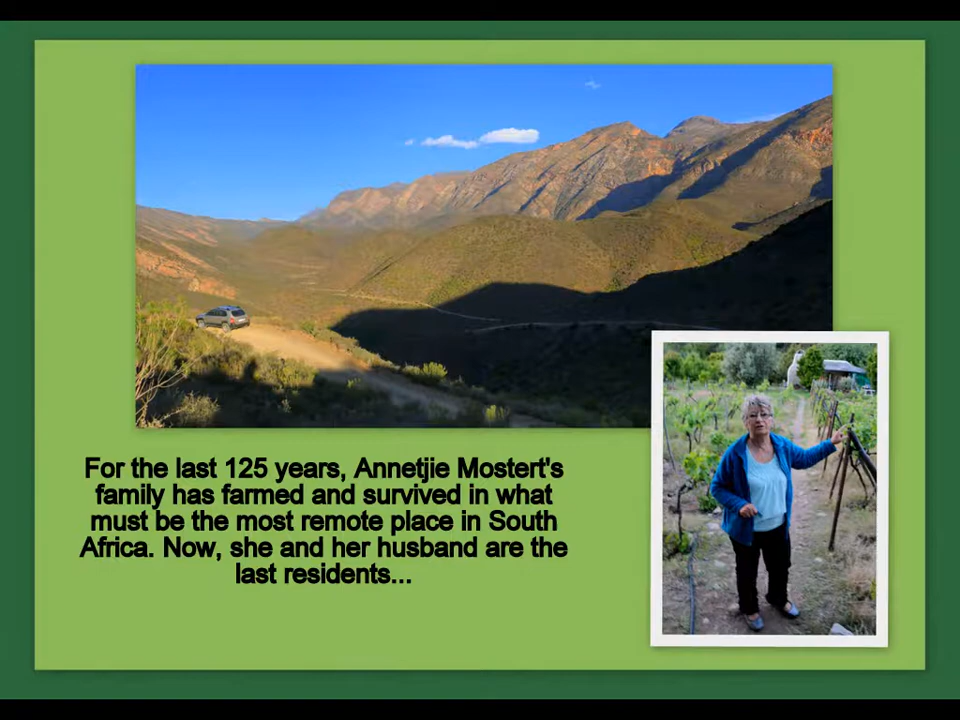 For the last 125 years, Annetjie Mostert's
family has farmed and survived in what
must be the most remote place in South
Africa. Now, she and her husband are the
last residents...